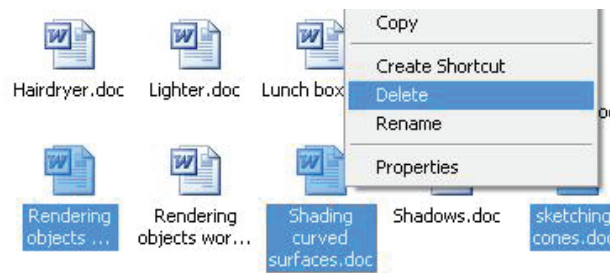 Copy
Create Shortcut
Delete
Rename
Properties
Hairdryer.doc
Lighter.doc
Lunch box
Rendering
objects ...
Rendering
objects wor...
Shading
curved
surfaces.doc
Shadows.doc
sketching
cones.doc